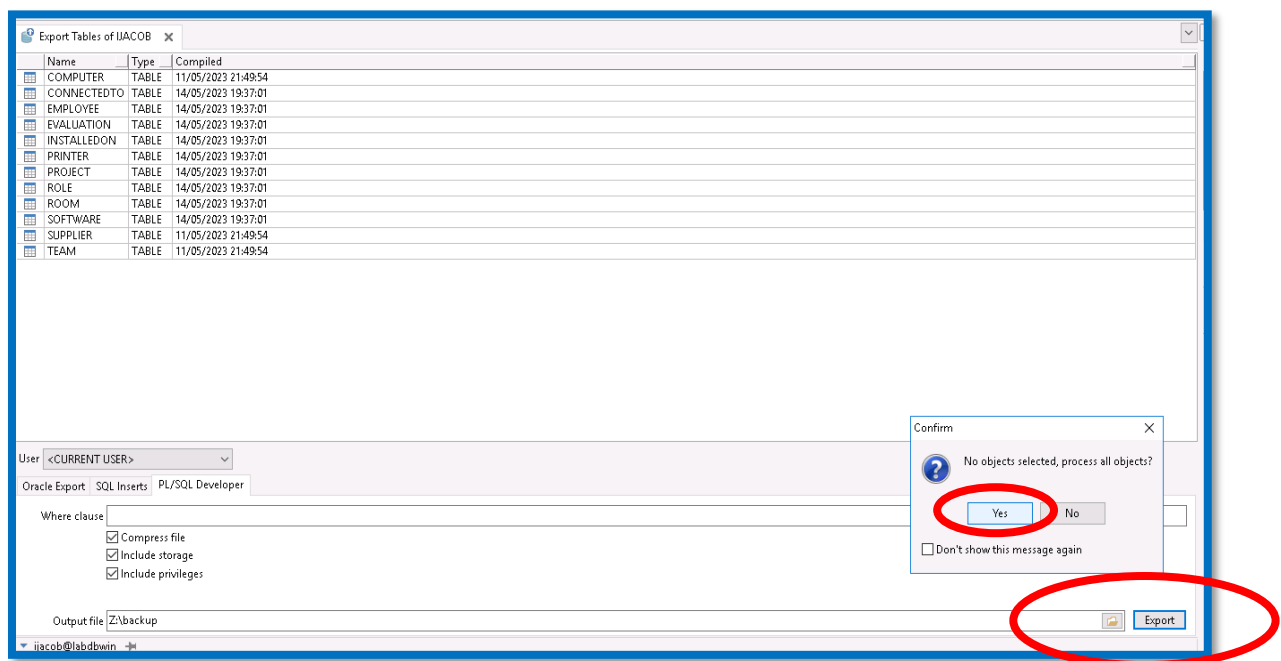 Export Tables of IJACOB
Name Type Compiled
COMPUTER TABLE 11/05/2023 21:49:54
CONNECTEDTO TABLE 14/05/2023 19:37:01
EMPLOYEE TABLE 14/05/2023 19:37:01
EVALUATION TABLE 14/05/2023 19:37:01
INSTALLEDON TABLE 14/05/2023 19:37:01
PRINTER TABLE 14/05/2023 19:37:01
PROJECT TABLE 14/05/2023 19:37:01
ROLE TABLE 14/05/2023 19:37:01
ROOM TABLE 14/05/2023 19:37:01
SOFTWARE TABLE 14/05/2023 19:37:01
SUPPLIER TABLE 11/05/2023 21:49:54
TEAM TABLE 11/05/2023 21:49:54
Confirm
No objects selected, process all objects?
Yes No
Don't show this message again
User <CURRENT USER>
Oracle Export SQL Inserts PL/SQL Developer
Where clause
Compress file
Include storage
Include privileges
Output file Z:\backup Export
ijacob@labdbwin